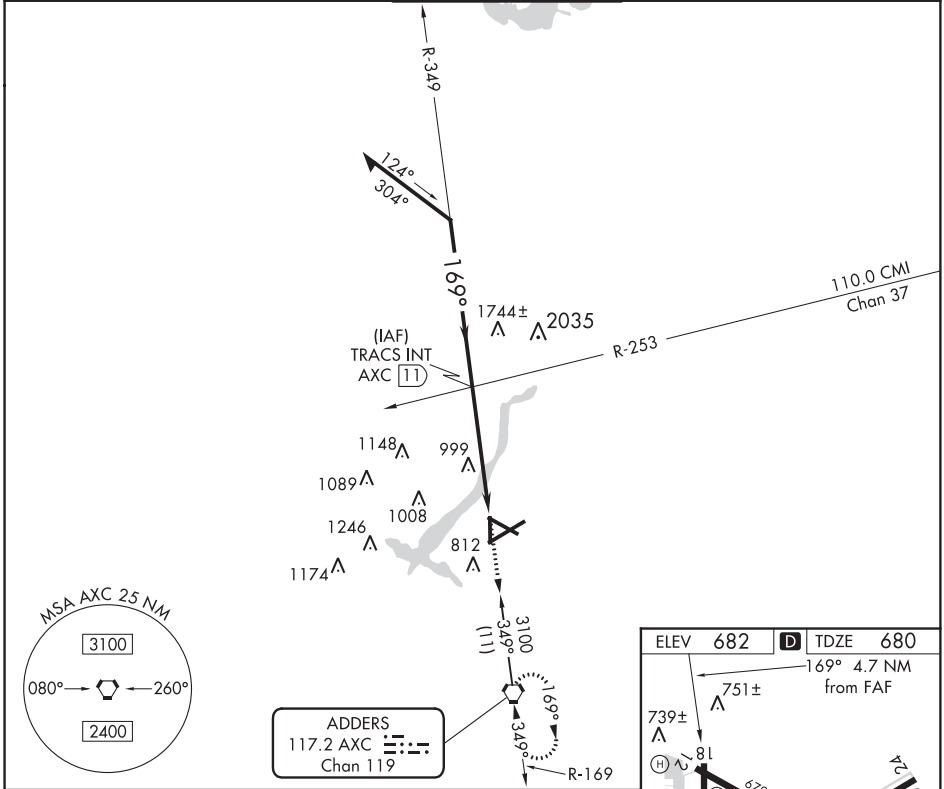 R-349
124°
304°
169°
1744±
2035
110.0 CMI
Chan 37
R-253
(IAF)
TRACS INT
AXC 11
1148
999
1089
1008
1246
812
1174
3100
349°
(11)
MSA AXC 25 NM
3100
080°
260°
2400
ADDERS
117.2 AXC
Chan 119
169°
349°
R-169
ELEV 682 D TDZE 680
169° 4.7 NM
from FAF
751±
739±
H
12
18
24